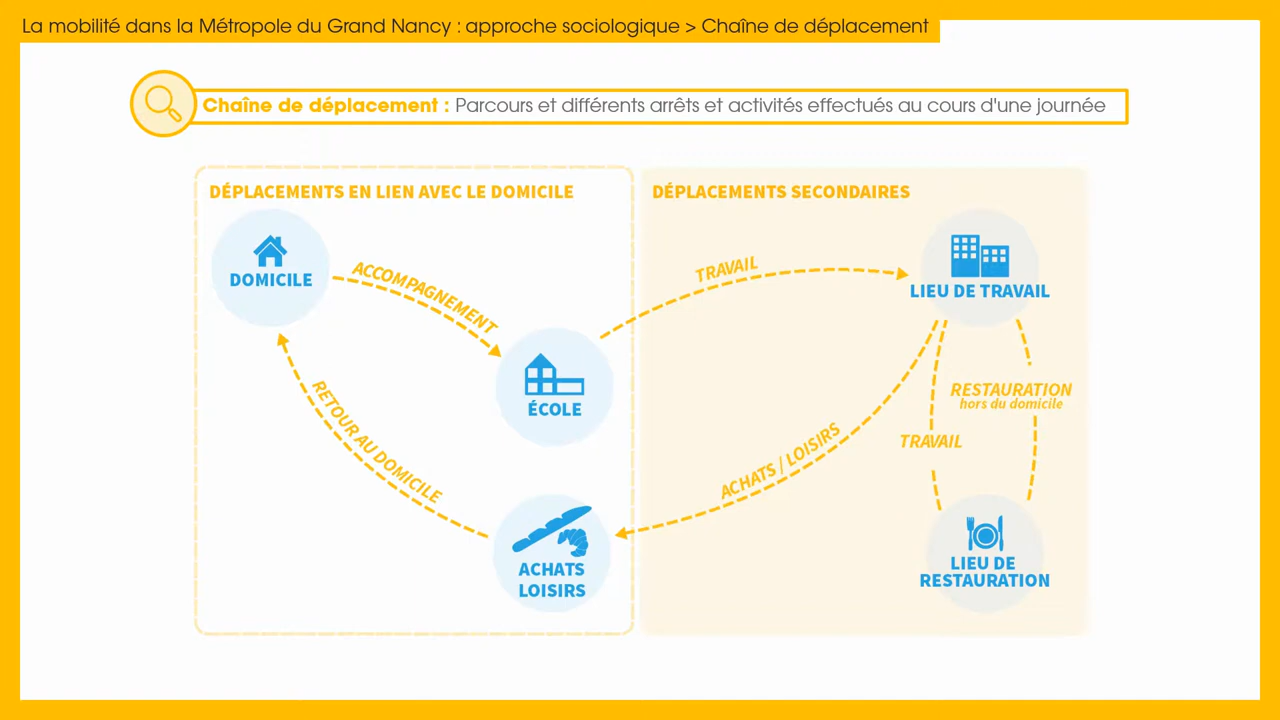 La mobilité dans la Métropole du Grand Nancy : approche sociologique > Chaîne de déplacement
Chaîne de déplacement : Parcours et différents arrêts et activités effectués au cours d'une journée
DÉPLACEMENTS EN LIEN AVEC LE DOMICILE
DOMICILE
ACCOMPAGNEMENT
ÉCOLE
RETOUR AU DOMICILE
ACHATS
LOISIRS
DÉPLACEMENTS SECONDAIRES
TRAVAIL
LIEU DE TRAVAIL
RESTAURATION
hors du domicile
TRAVAIL
ACHATS / LOISIRS
LIEU DE
RESTAURATION